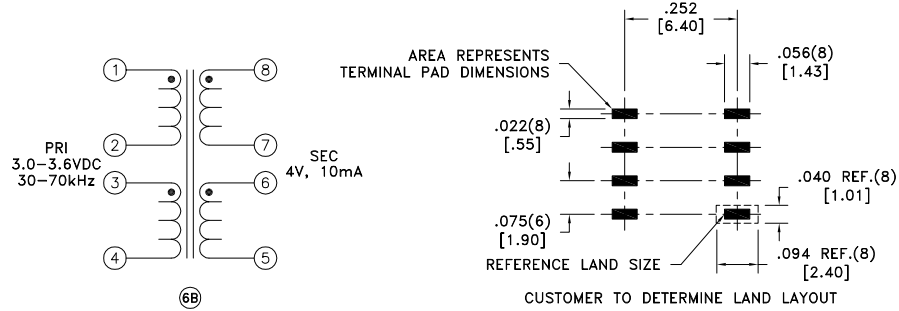 1
8
2
7
PRI
3.0–3.6VDC
30–70kHz
SEC
4V, 10mA
3
6
4
5
6B
.252
[6.40]
AREA REPRESENTS
TERMINAL PAD DIMENSIONS
.056(8)
[1.43]
.022(8)
[.55]
.040 REF.(8)
[1.01]
.075(6)
[1.90]
REFERENCE LAND SIZE
.094 REF.(8)
[2.40]
CUSTOMER TO DETERMINE LAND LAYOUT